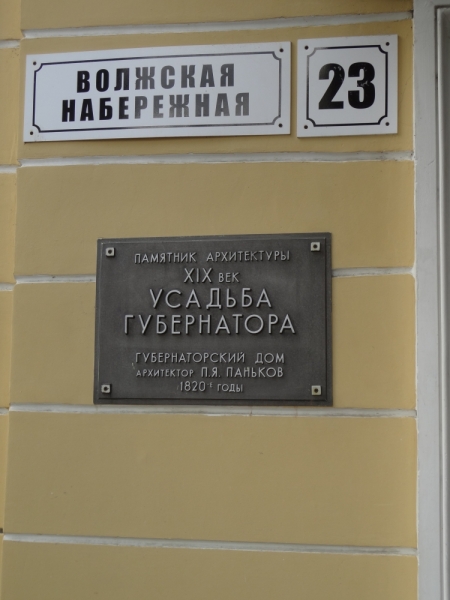 ВОЛЖСКАЯ
НАБЕРЕЖНАЯ
23
ПАМЯТНИК АРХИТЕКТУРЫ
XIX ВЕК
УСАДЬБА
ГУБЕРНАТОРА
ГУБЕРНАТОРСКИЙ ДОМ
АРХИТЕКТОР П.Я. ПАНЬКОВ
1820-Е ГОДЫ